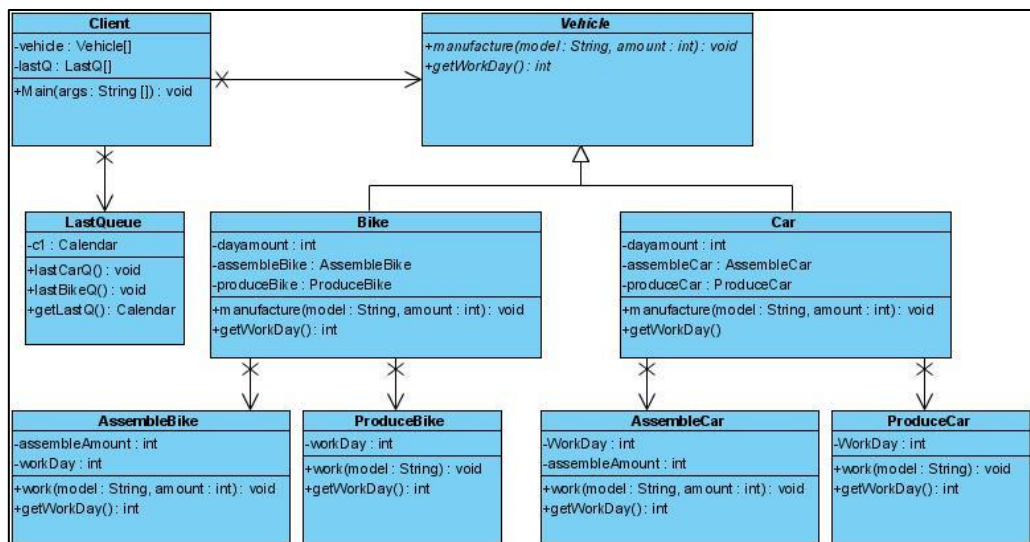 Client
-vehicle : Vehicle[]
-lastQ : LastQ[]
+Main(args : String []) : void
Vehicle
+manufacture(model : String, amount : int) : void
+getWorkDay() : int
LastQueue
-c1 : Calendar
+lastCarQ() : void
+lastBikeQ() : void
+getLastQ() : Calendar
Bike
-dayamount : int
-assembleBike : AssembleBike
-produceBike : ProduceBike
+manufacture(model : String, amount : int) : void
+getWorkDay() : int
Car
-dayamount : int
-assembleCar : AssembleCar
-produceCar : ProduceCar
+manufacture(model : String, amount : int) : void
+getWorkDay()
AssembleBike
-assembleAmount : int
-workDay : int
+work(model : String, amount : int) : void
+getWorkDay() : int
ProduceBike
-workDay : int
+work(model : String) : void
+getWorkDay() : int
AssembleCar
-WorkDay : int
-assembleAmount : int
+work(model : String, amount : int) : void
+getWorkDay() : int
ProduceCar
-WorkDay : int
+work(model : String) : void
+getWorkDay() : int